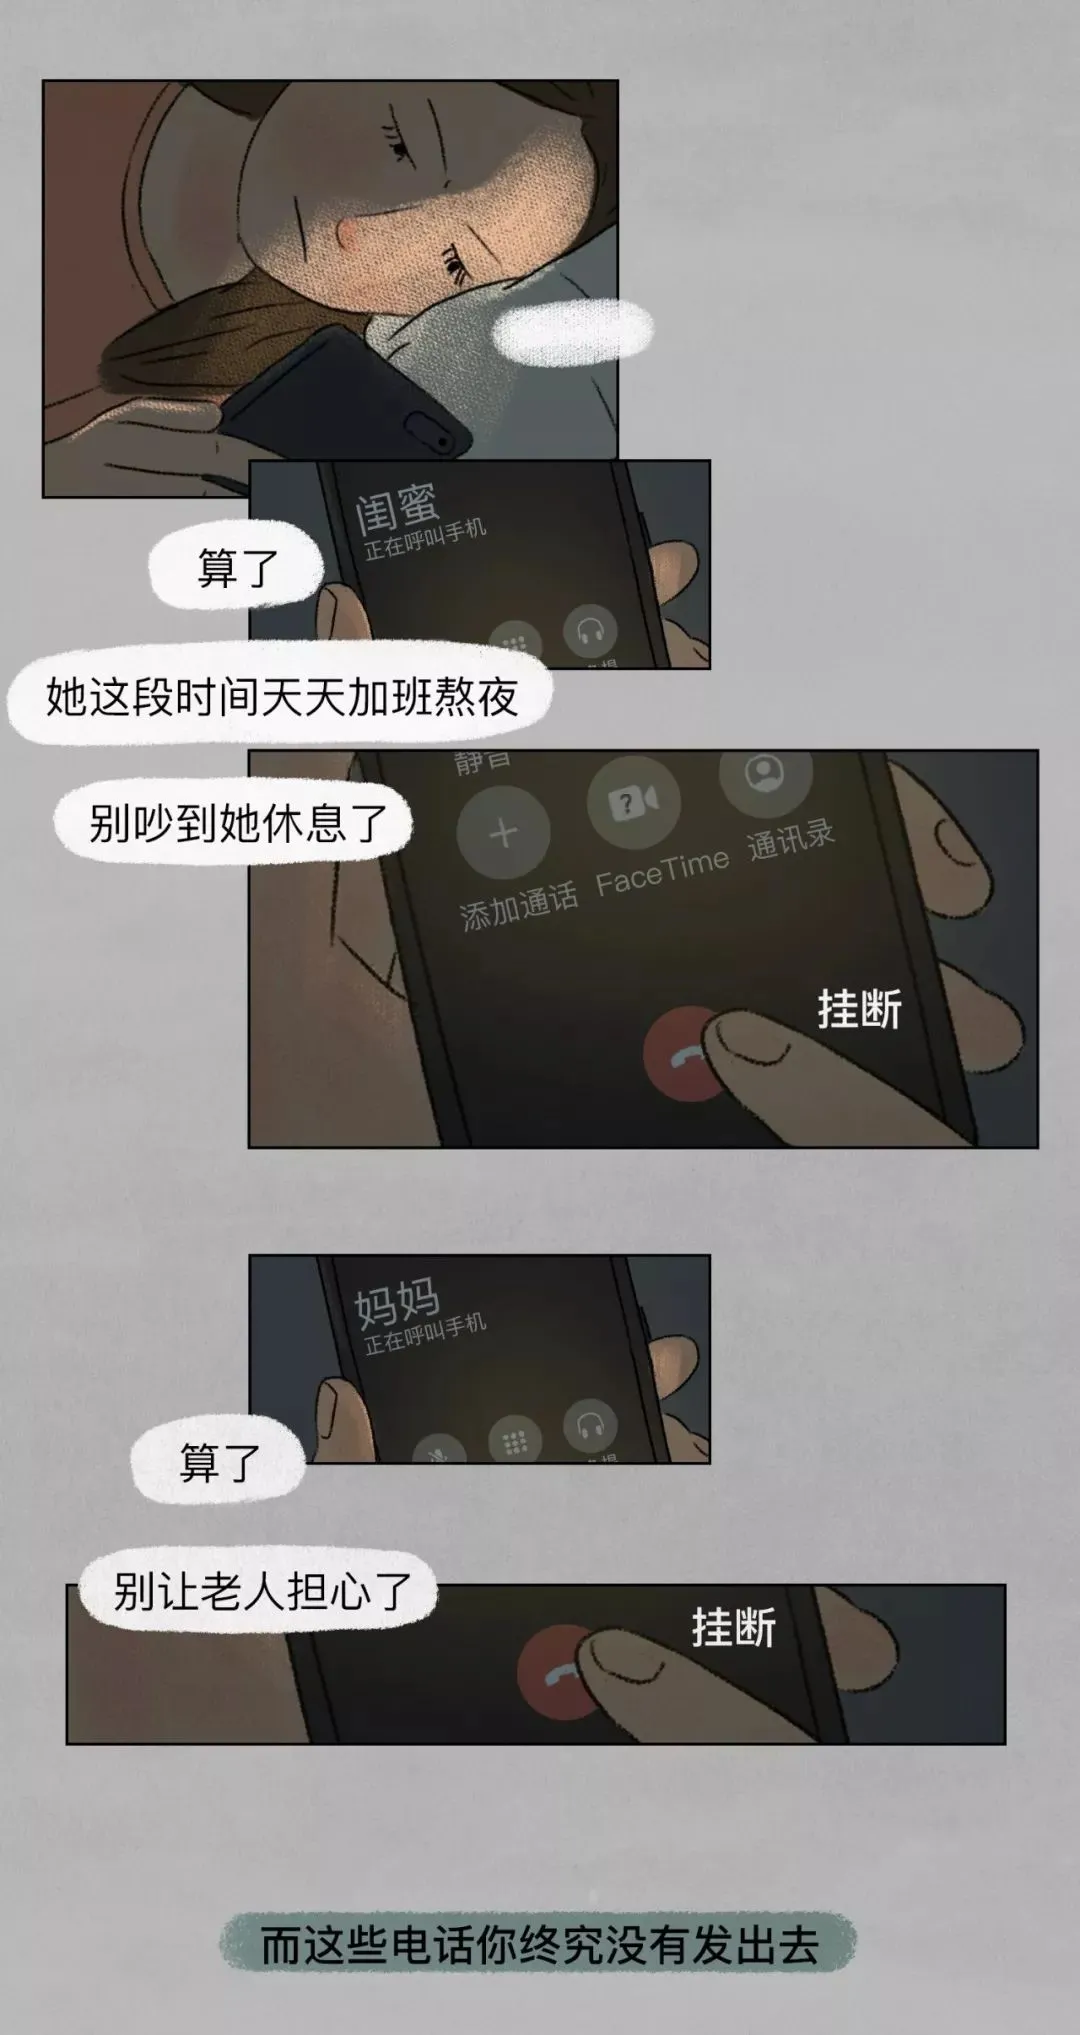 闺蜜
正在呼叫手机
算了
她这段时间天天加班熬夜
别吵到她休息了
静音
?
添加通话 FaceTime 通讯录
挂断
妈妈
正在呼叫手机
算了
别让老人担心了
挂断
而这些电话你终究没有发出去